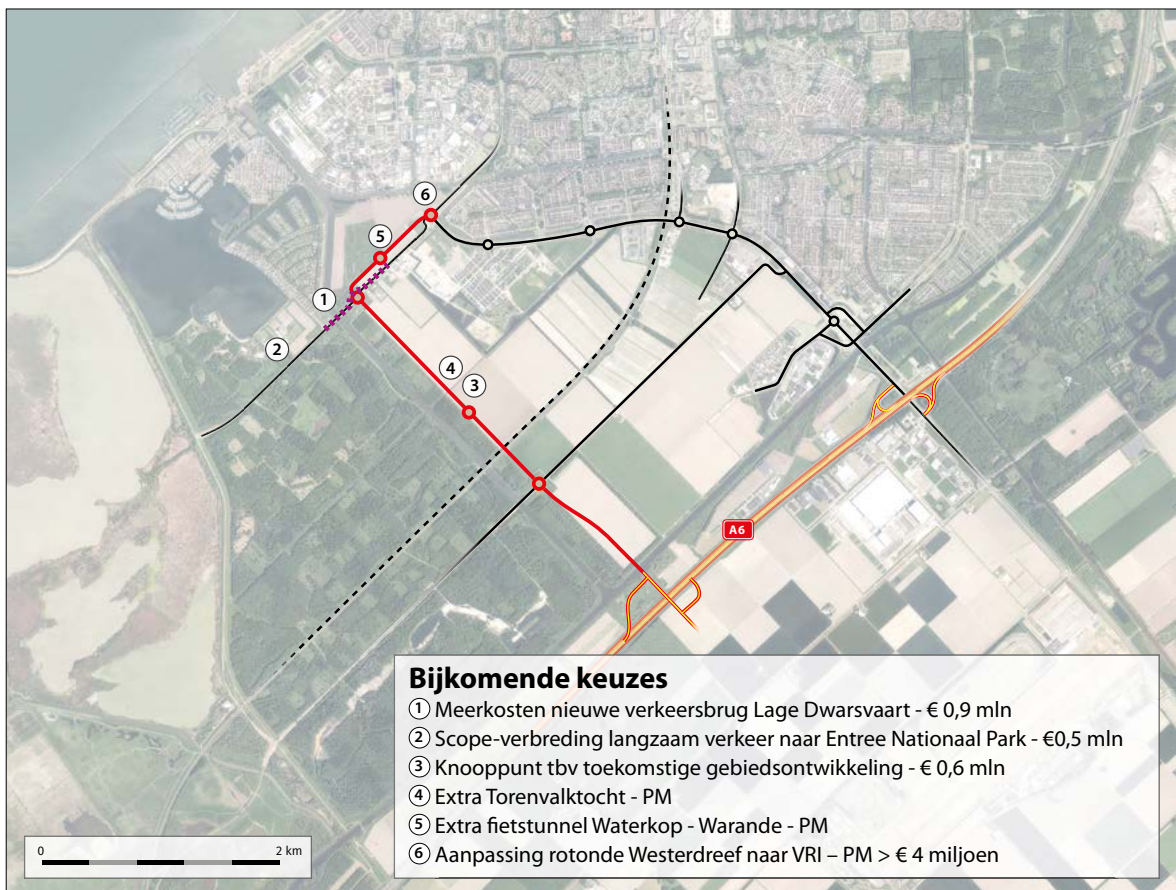 6
5
1
2
4
3
A6
Bijkomende keuzes
1 Meerkosten nieuwe verkeersbrug Lage Dwarsvaart - € 0,9 mln
2 Scope-verbreding langzaam verkeer naar Entree Nationaal Park - €0,5 mln
3 Knooppunt tbv toekomstige gebiedsontwikkeling - € 0,6 mln
4 Extra Torenvalktocht - PM
5 Extra fietstunnel Waterkop - Warande - PM
6 Aanpassing rotonde Westerdreef naar VRI – PM > € 4 miljoen
0 2 km